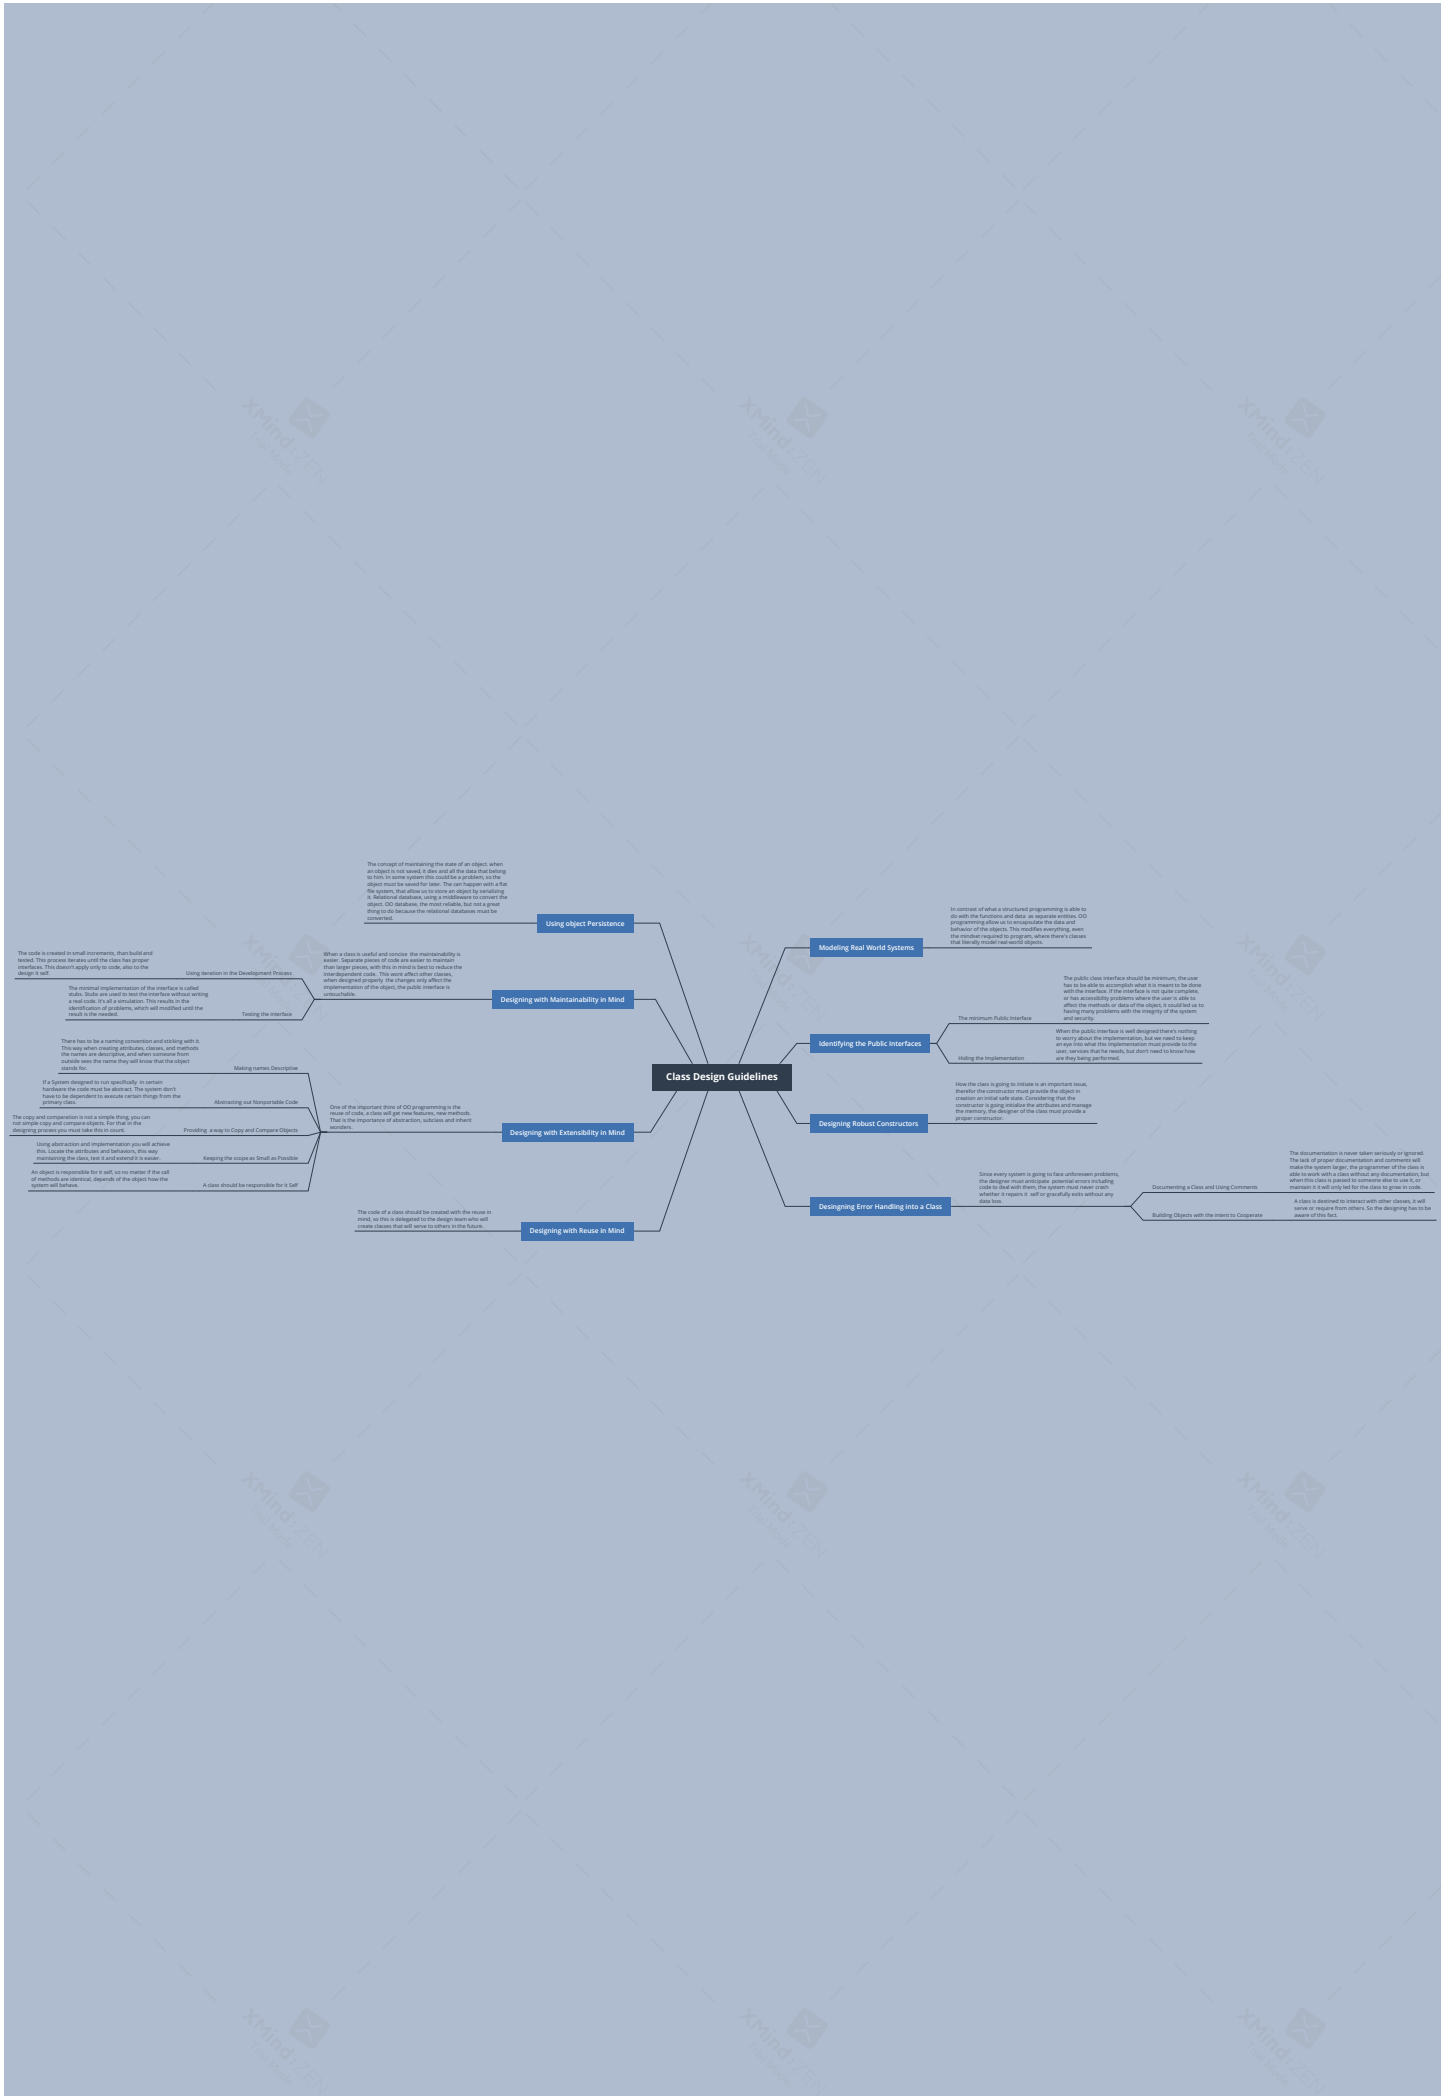 Class Design Guidelines
Modeling Real World Systems
In contrast of what a structured programming is able to
do with the functions and data  as separate entities. OO
programming allow us to encapsulate the data and
behavior of the objects. This modifies everything, even
the mindset required to program, where there's classes
that literally model real-world objects.
Identifying the Public Interfaces
The minimum Public Interface
The public class interface should be minimum, the user
has to be able to accomplish what it is meant to be done
with the interface. If the interface is not quite complete,
or has accessibility problems where the user is able to
affect the methods or data of the object, it could led us to
having many problems with the integrity of the system
and security.
Hiding the Implementation
When the public interface is well designed there's nothing
to worry about the implementation, but we need to keep
an eye into what this implementation must provide to the
user, services that he needs, but don't need to know how
are they being performed.
Designing Robust Constructors
How the class is going to initiate is an important issue,
therefor the constructor must provide the object in
creation an initial safe state. Considering that the
constructor is going initialize the attributes and manage
the memory, the designer of the class must provide a
proper constructor.
Desingning Error Handling into a Class
Since every system is going to face unforeseen problems,
the designer must anticipate  potential errors including
code to deal with them, the system must never crash
whether it repairs it  self or gracefully exits without any
data loss.
Documenting a Class and Using Comments
The documentation is never taken seriously or ignored.
The lack of proper documentation and comments will
make the system larger, the programmer of the class is
able to work with a class without any documentation, but
when this class is passed to someone else to use it, or
maintain it it will only led for the class to grow in code.
Building Objects with the intent to Cooperate
A class is destined to interact with other classes, it will
serve or require from others. So the designing has to be
aware of this fact.
Using object Persistence
The concept of maintaining the state of an object. when
an object is not saved, it dies and all the data that belong
to him. In some system this could be a problem, so the
object must be saved for later. The can happen with a flat
file system, that allow us to store an object by serializing
it. Relational database, using a middleware to convert the
object. OO database, the most reliable, but not a great
thing to do because the relational databases must be
converted.
Designing with Maintainability in Mind
When a class is useful and concise  the maintainability is
easier. Separate pieces of code are easier to maintain
than larger pieces, with this in mind is best to reduce the
interdependent code.  This wont affect other classes,
when designed properly  the changes only affect the
implementation of the object, the public interface is
untouchable.
Using iteration in the Development Process
The code is created in small increments, than build and
tested. This process iterates until the class has proper
interfaces. This doesn't apply only to code, also to the
design it self.
Testing the interface
The minimal implementation of the interface is called
stubs. Stubs are used to test the interface without writing
a real code. It's all a simulation. This results in the
identification of problems, which will modified until the
result is the needed.
Designing with Extensibility in Mind
One of the important thins of OO programming is the
reuse of code, a class will get new features, new methods.
That is the importance of abstraction, subclass and inherit
wonders.
Making names Descriptive
There has to be a naming convention and sticking with it.
This way when creating attributes, classes, and methods
the names are descriptive, and when someone from
outside sees the name they will know that the object
stands for.
Abstracting out Nonportable Code
If a System designed to run specifically  in certain
hardware the code must be abstract. The system don't
have to be dependent to execute certain things from the
primary class.
Providing  a way to Copy and Compare Objects
The copy and comparation is not a simple thing, you can
not simple copy and compare objects. For that in the
designing process you must take this in count.
Keeping the scope as Small as Possible
Using abstraction and implementation you will achieve
this. Locate the attributes and behaviors, this way
maintaining the class, test it and extend it is easier.
A class should be responsible for it Self
An object is responsible for it self, so no matter if the call
of methods are identical, depends of the object how the
system will behave.
Designing with Reuse in Mind
The code of a class should be created with the reuse in
mind, so this is delegated to the design team who will
create classes that will serve to others in the future.
XMind:ZEN
Trial Mode
XMind:ZEN
Trial Mode
XMind:ZEN
Trial Mode